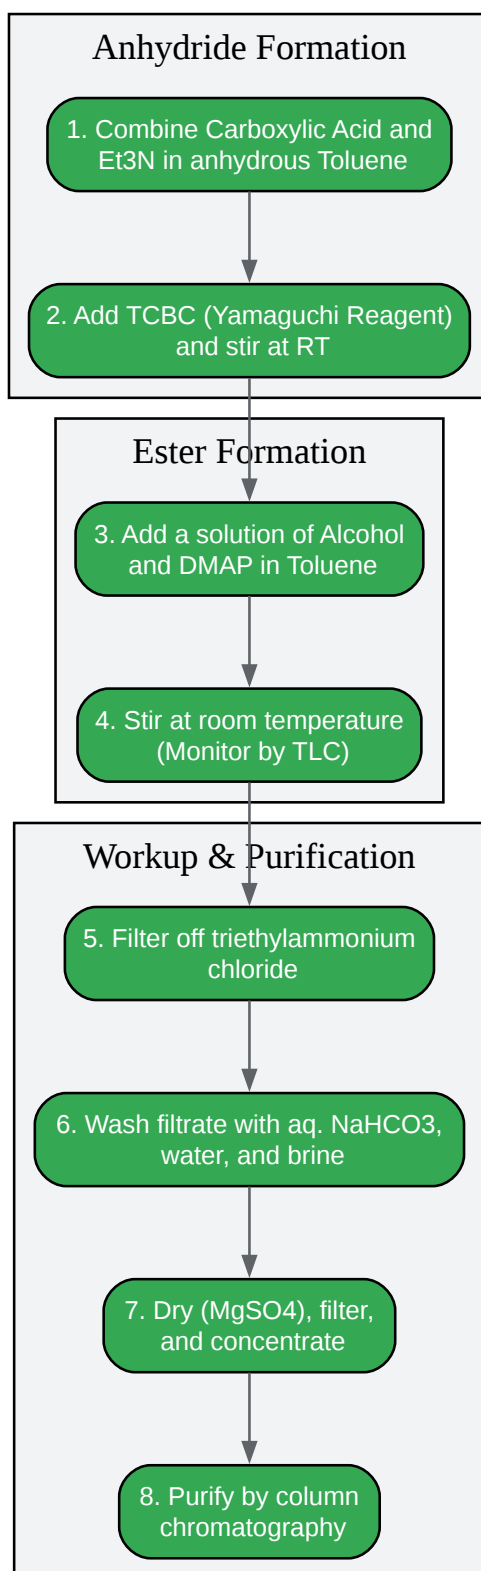 Anhydride Formation
1. Combine Carboxylic Acid and
Et3N in anhydrous Toluene
2. Add TCBC (Yamaguchi Reagent)
and stir at RT
Ester Formation
3. Add a solution of Alcohol
and DMAP in Toluene
4. Stir at room temperature
(Monitor by TLC)
Workup & Purification
5. Filter off triethylammonium
chloride
6. Wash filtrate with aq. NaHCO3,
water, and brine
7. Dry (MgSO4), filter,
and concentrate
8. Purify by column
chromatography